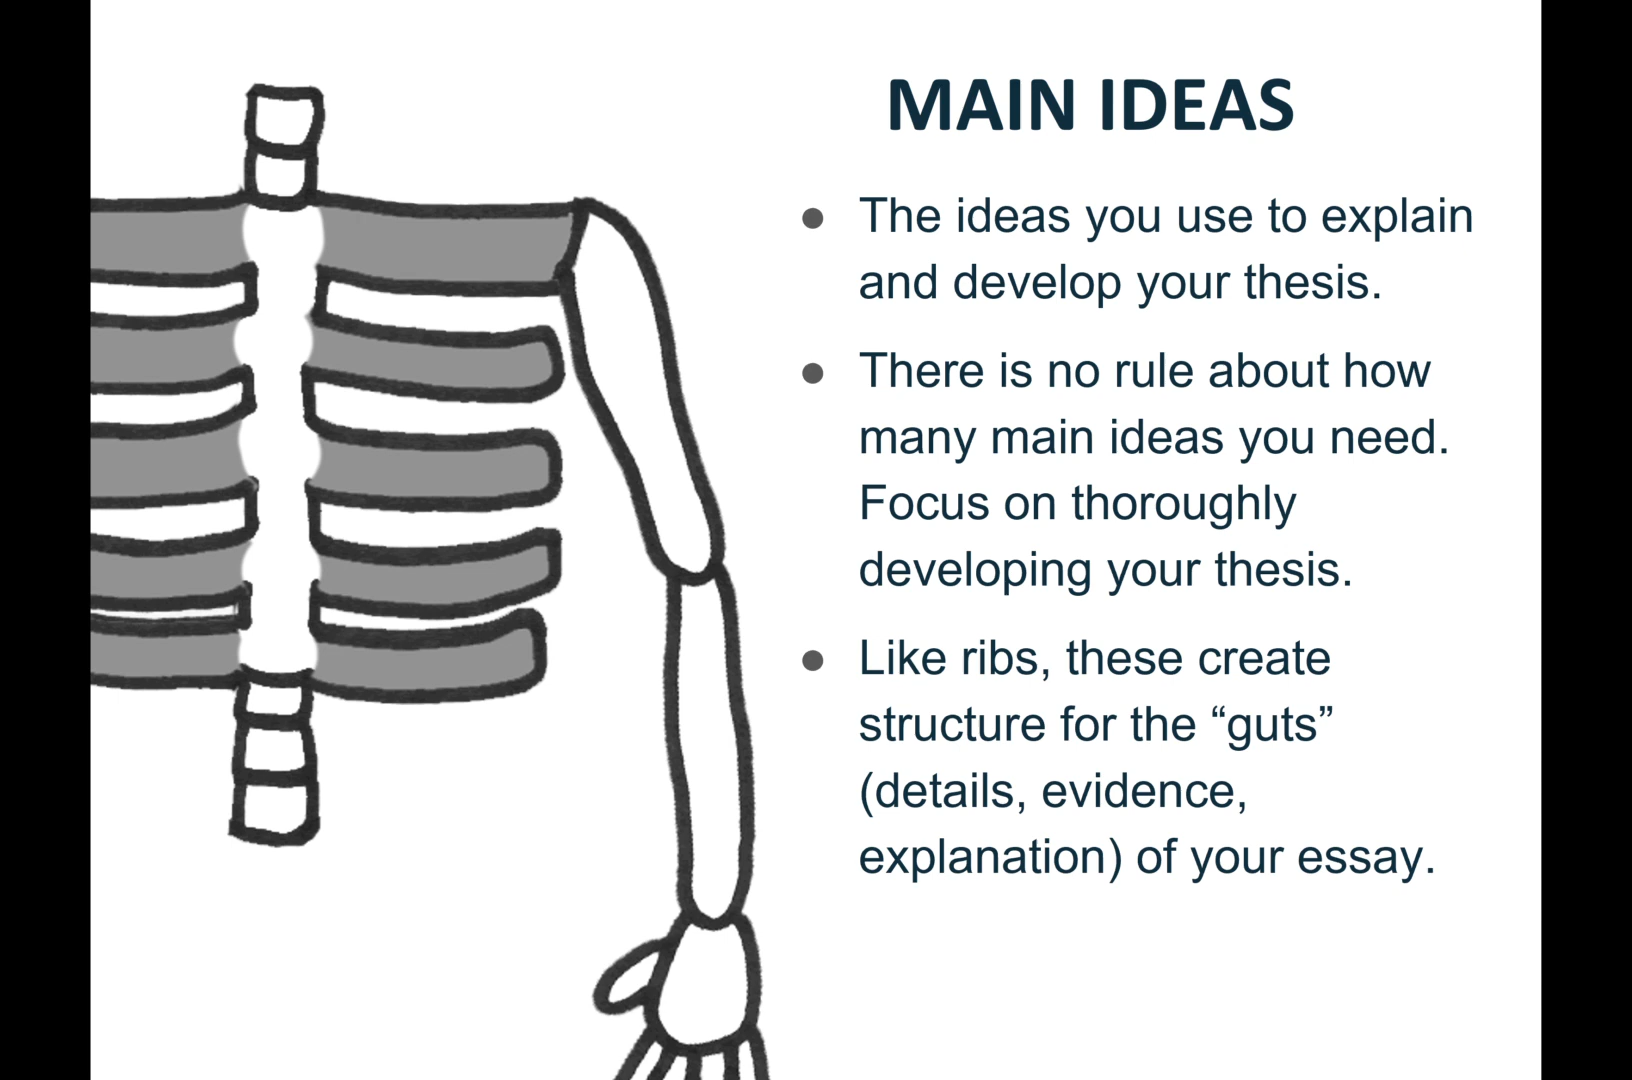 MAIN IDEAS
● The ideas you use to explain
and develop your thesis.
● There is no rule about how
many main ideas you need.
Focus on thoroughly
developing your thesis.
● Like ribs, these create
structure for the “guts”
(details, evidence,
explanation) of your essay.